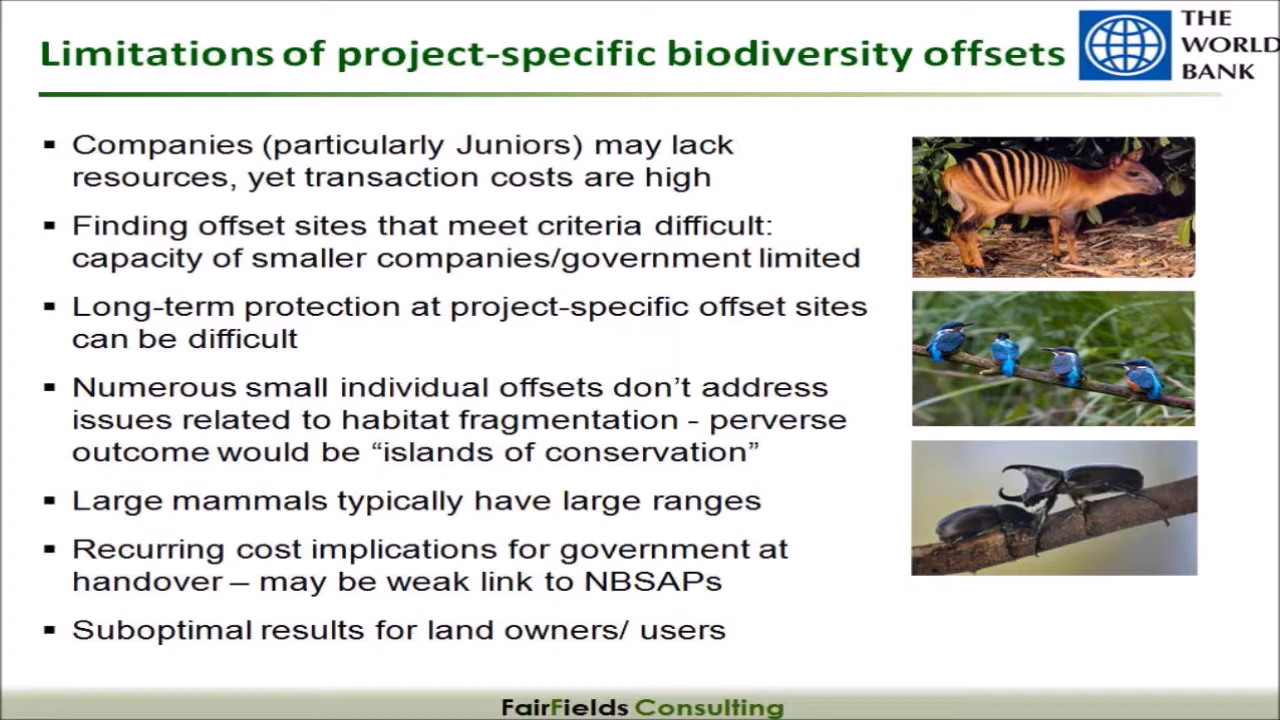 Limitations of project-specific biodiversity offsets
THE
WORLD
BANK
▪ Companies (particularly Juniors) may lack
resources, yet transaction costs are high
▪ Finding offset sites that meet criteria difficult:
capacity of smaller companies/government limited
▪ Long-term protection at project-specific offset sites
can be difficult
▪ Numerous small individual offsets don’t address
issues related to habitat fragmentation - perverse
outcome would be “islands of conservation”
▪ Large mammals typically have large ranges
▪ Recurring cost implications for government at
handover – may be weak link to NBSAPs
▪ Suboptimal results for land owners/ users
FairFields Consulting